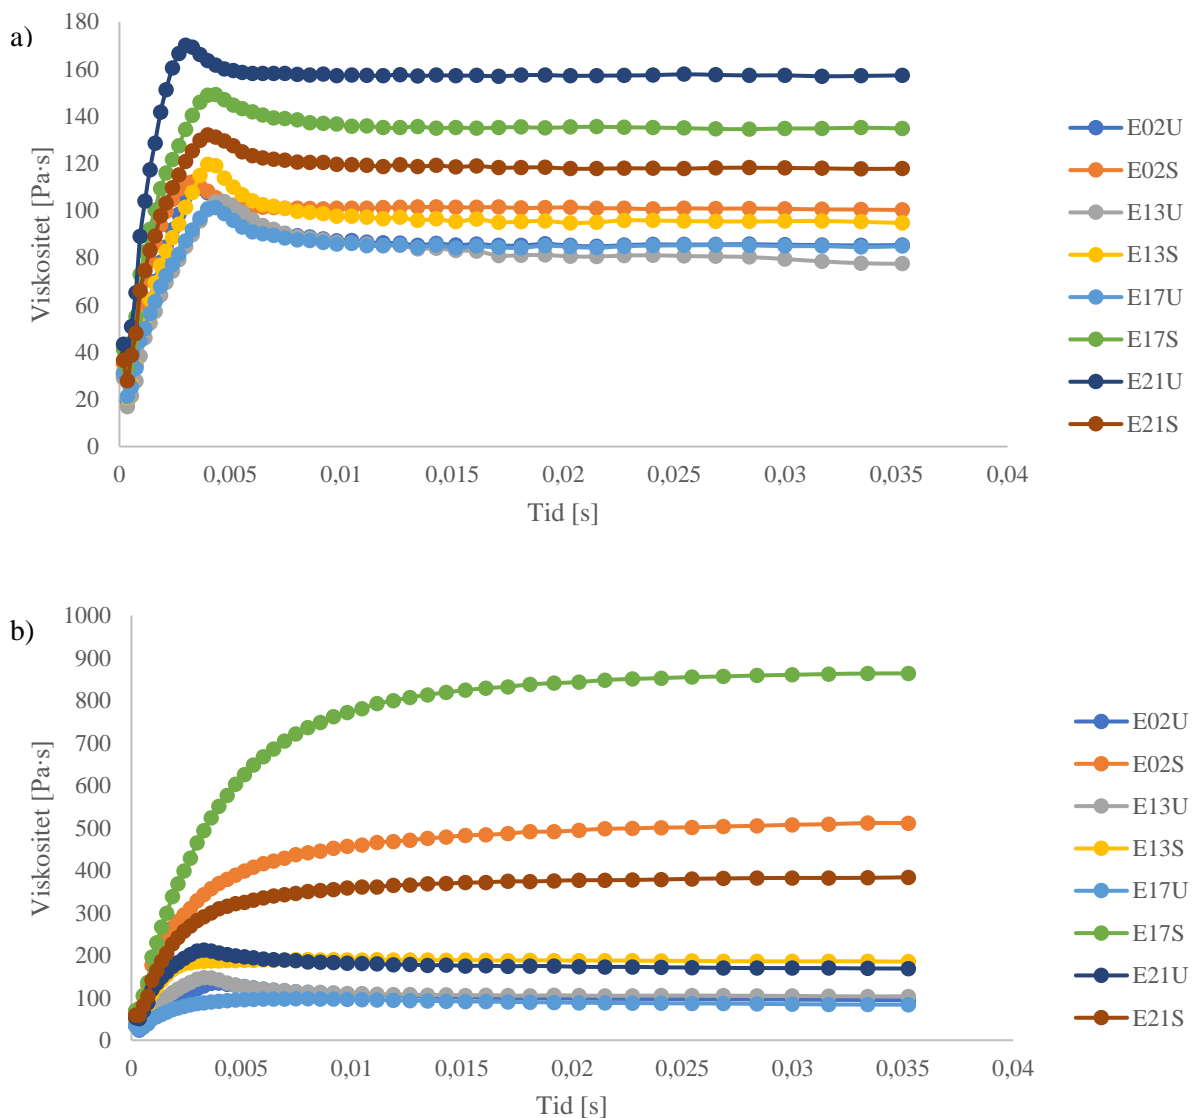 a)
180
160
140
120
100
80
60
40
20
0
Viskositet [Pa·s]
0 0,005 0,01 0,015 0,02 0,025 0,03 0,035 0,04
Tid [s]
E02U
E02S
E13U
E13S
E17U
E17S
E21U
E21S
b)
1000
900
800
700
600
500
400
300
200
100
0
Viskositet [Pa·s]
0 0,005 0,01 0,015 0,02 0,025 0,03 0,035 0,04
Tid [s]
E02U
E02S
E13U
E13S
E17U
E17S
E21U
E21S